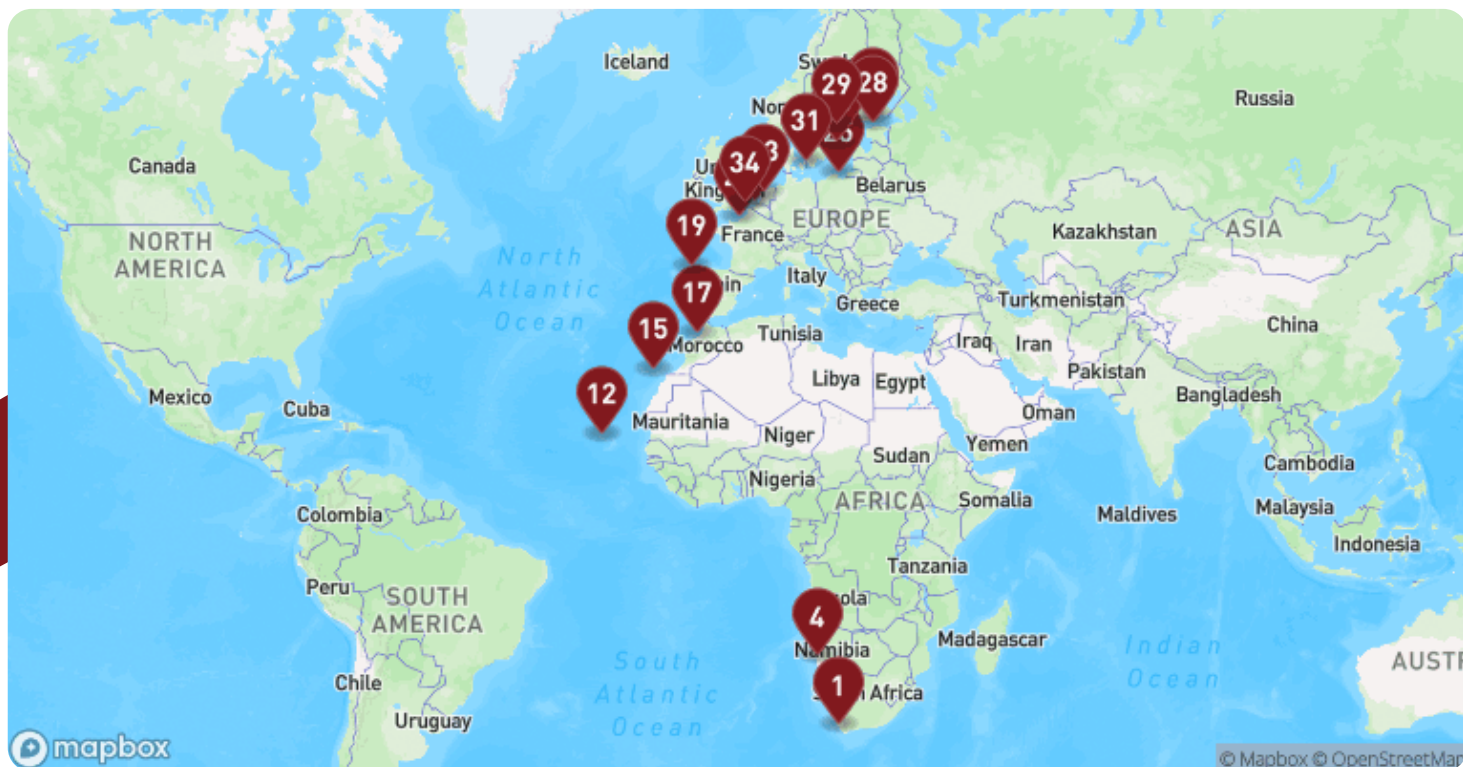 Iceland
Russia
29
28
31
Canada
34
3
Belarus
EUROPE
19
France
NORTH
AMERICA
Kazakhstan
ASIA
North
Atlantic
Ocean
17
Italy
Greece
Turkmenistan
15
Morocco
Tunisia
Iraq
Iran
China
Pakistan
12
Libya
Egypt
Mexico
Cuba
Bangladesh
Oman
Mauritania
Niger
Yemen
Sudan
Cambodia
Nigeria
AFRICA
Somalia
Colombia
Maldives
Malaysia
Indonesia
Tanzania
Peru
SOUTH
AMERICA
4
Madagascar
Namibia
Indian
Ocean
South
Atlantic
Ocean
Chile
1
Africa
Uruguay
mapbox
© Mapbox © OpenStreetMap